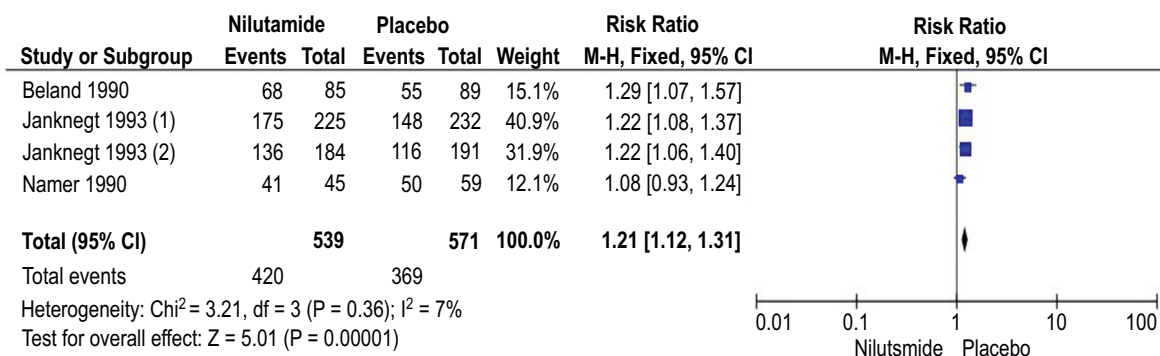 Nilutamide Placebo Risk Ratio Risk Ratio
Study or Subgroup Events Total Events Total Weight M-H, Fixed, 95% CI M-H, Fixed, 95% CI
Beland 1990 68 85 55 89 15.1% 1.29 [1.07, 1.57]
Janknegt 1993 (1) 175 225 148 232 40.9% 1.22 [1.08, 1.37]
Janknegt 1993 (2) 136 184 116 191 31.9% 1.22 [1.06, 1.40]
Namer 1990 41 45 50 59 12.1% 1.08 [0.93, 1.24]
Total (95% CI) 539 571 100.0% 1.21 [1.12, 1.31]
Total events 420 369
Heterogeneity: Chi² = 3.21, df = 3 (P = 0.36); I² = 7%
Test for overall effect: Z = 5.01 (P = 0.00001)
0.01 0.1 1 10 100
Nilutsmide Placebo